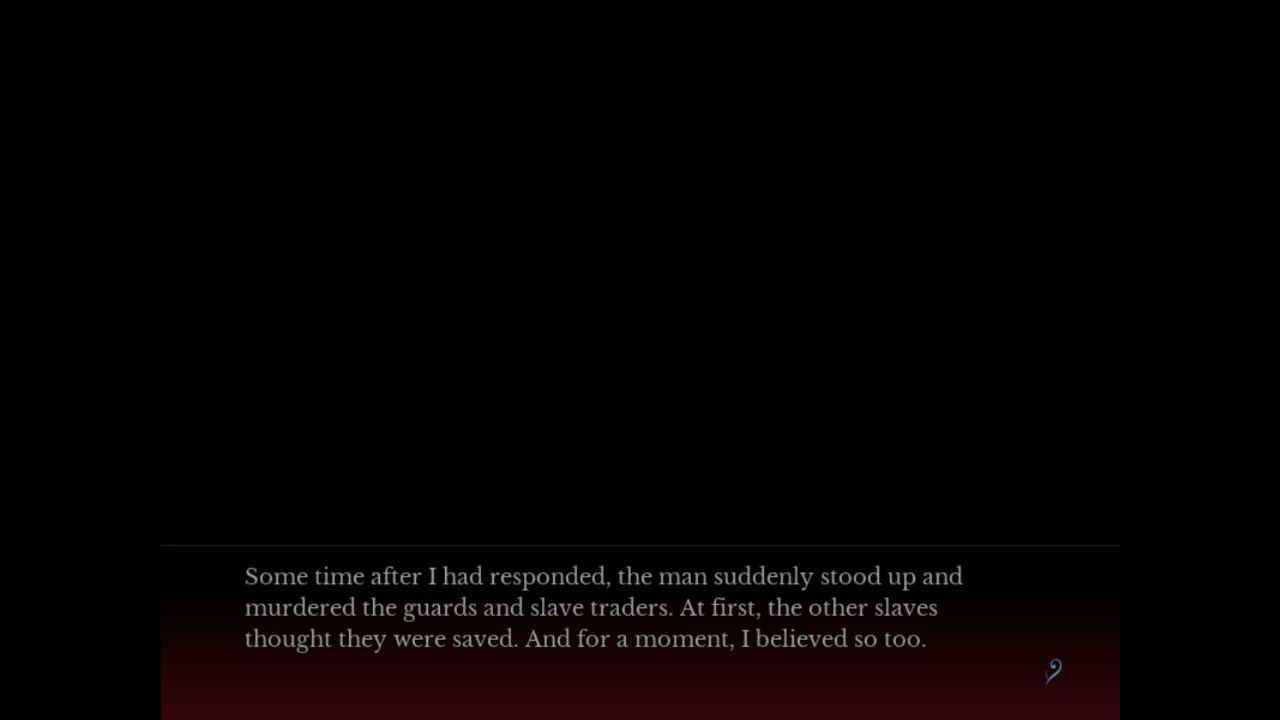 Some time after I had responded, the man suddenly stood up and
murdered the guards and slave traders. At first, the other slaves
thought they were saved. And for a moment, I believed so too.